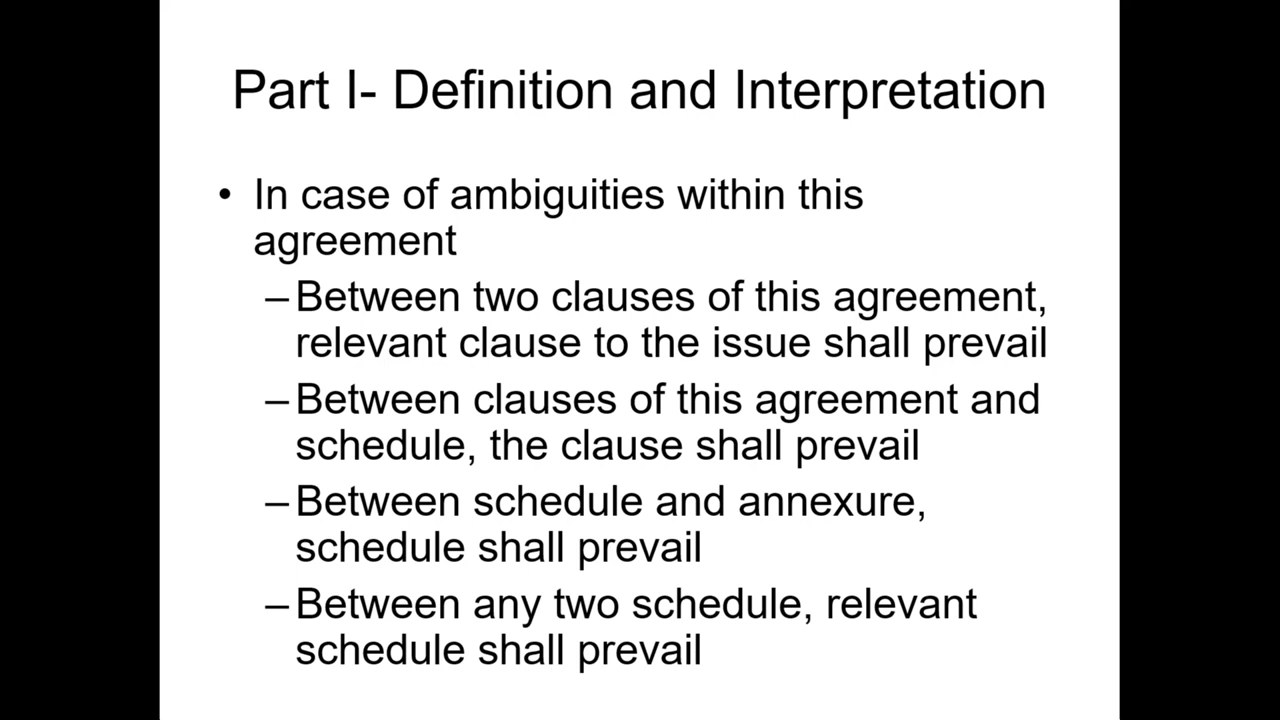 Part I- Definition and Interpretation
• In case of ambiguities within this
agreement
–Between two clauses of this agreement,
relevant clause to the issue shall prevail
–Between clauses of this agreement and
schedule, the clause shall prevail
–Between schedule and annexure,
schedule shall prevail
–Between any two schedule, relevant
schedule shall prevail